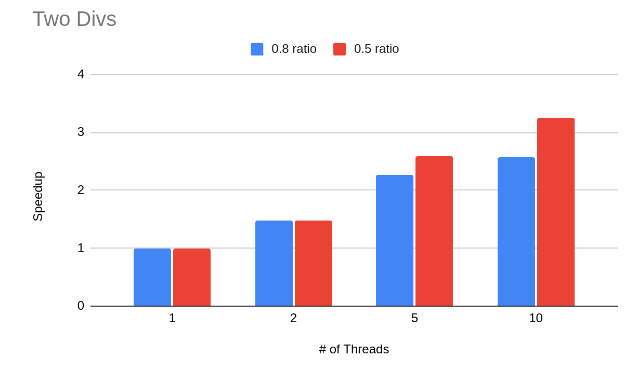 Two Divs
0.8 ratio 0.5 ratio
4
3
2
1
0
Speedup
1 2 5 10
# of Threads